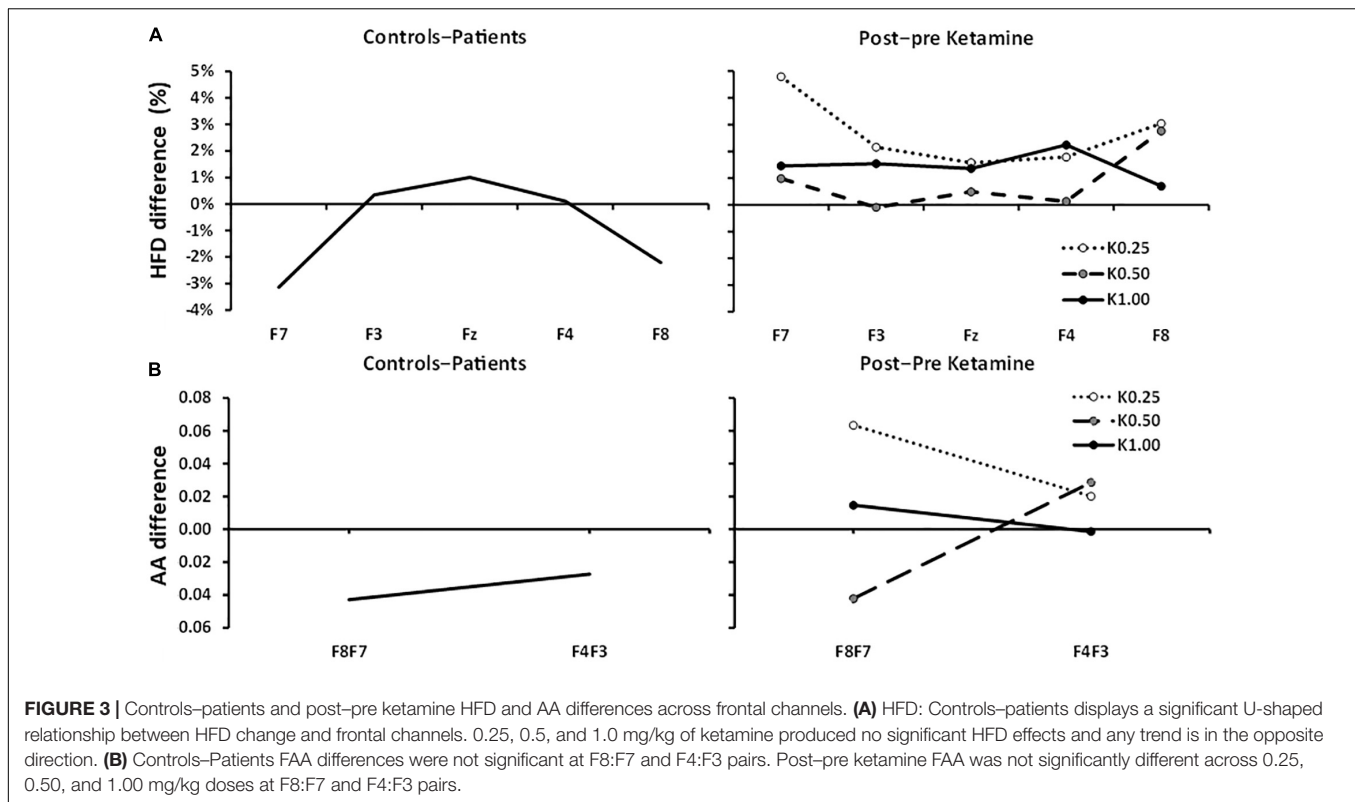 A
Controls–Patients
Post–pre Ketamine
HFD difference (%)
5%
4%
3%
2%
1%
0%
-1%
-2%
-3%
-4%
F7 F3 Fz F4 F8
K0.25
K0.50
K1.00
F7 F3 Fz F4 F8
B
Controls–Patients
Post–Pre Ketamine
AA difference
0.08
0.06
0.04
0.02
0.00
0.02
0.04
0.06
F8F7 F4F3
K0.25
K0.50
K1.00
F8F7 F4F3
FIGURE 3 | Controls–patients and post–pre ketamine HFD and AA differences across frontal channels. (A) HFD: Controls–patients displays a significant U-shaped
relationship between HFD change and frontal channels. 0.25, 0.5, and 1.0 mg/kg of ketamine produced no significant HFD effects and any trend is in the opposite
direction. (B) Controls–Patients FAA differences were not significant at F8:F7 and F4:F3 pairs. Post–pre ketamine FAA was not significantly different across 0.25,
0.50, and 1.00 mg/kg doses at F8:F7 and F4:F3 pairs.